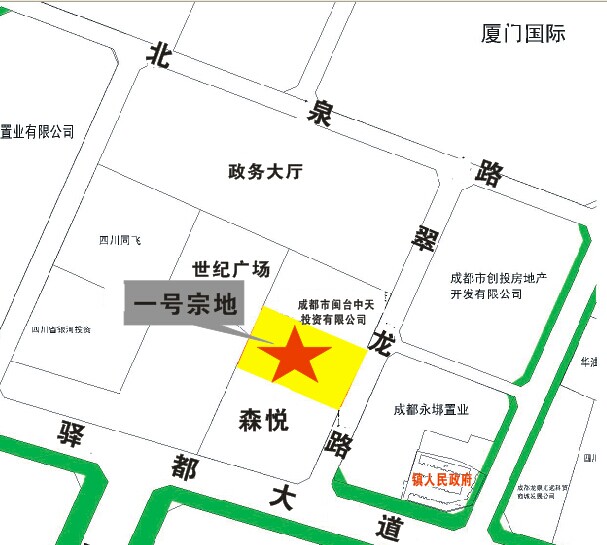 厦门国际
北泉路
置业有限公司
政务大厅
翠龙路
四川同飞
世纪广场
成都市创投房地产
开发有限公司
一号宗地
成都市闽台中天
投资有限公司
四川省银河投资
华油
森悦
成都永堋置业
驿都大道
镇人民政府
四川